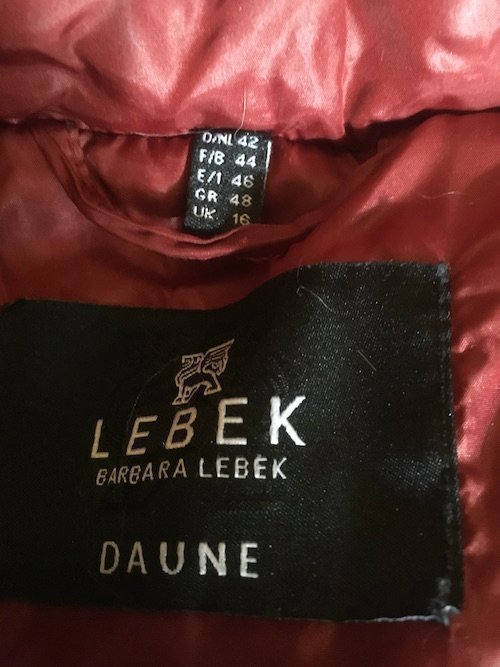 D/NL 42
F/B 44
E/I 46
GR 48
UK 16
LEBEK
BARBARA LEBEK
DAUNE